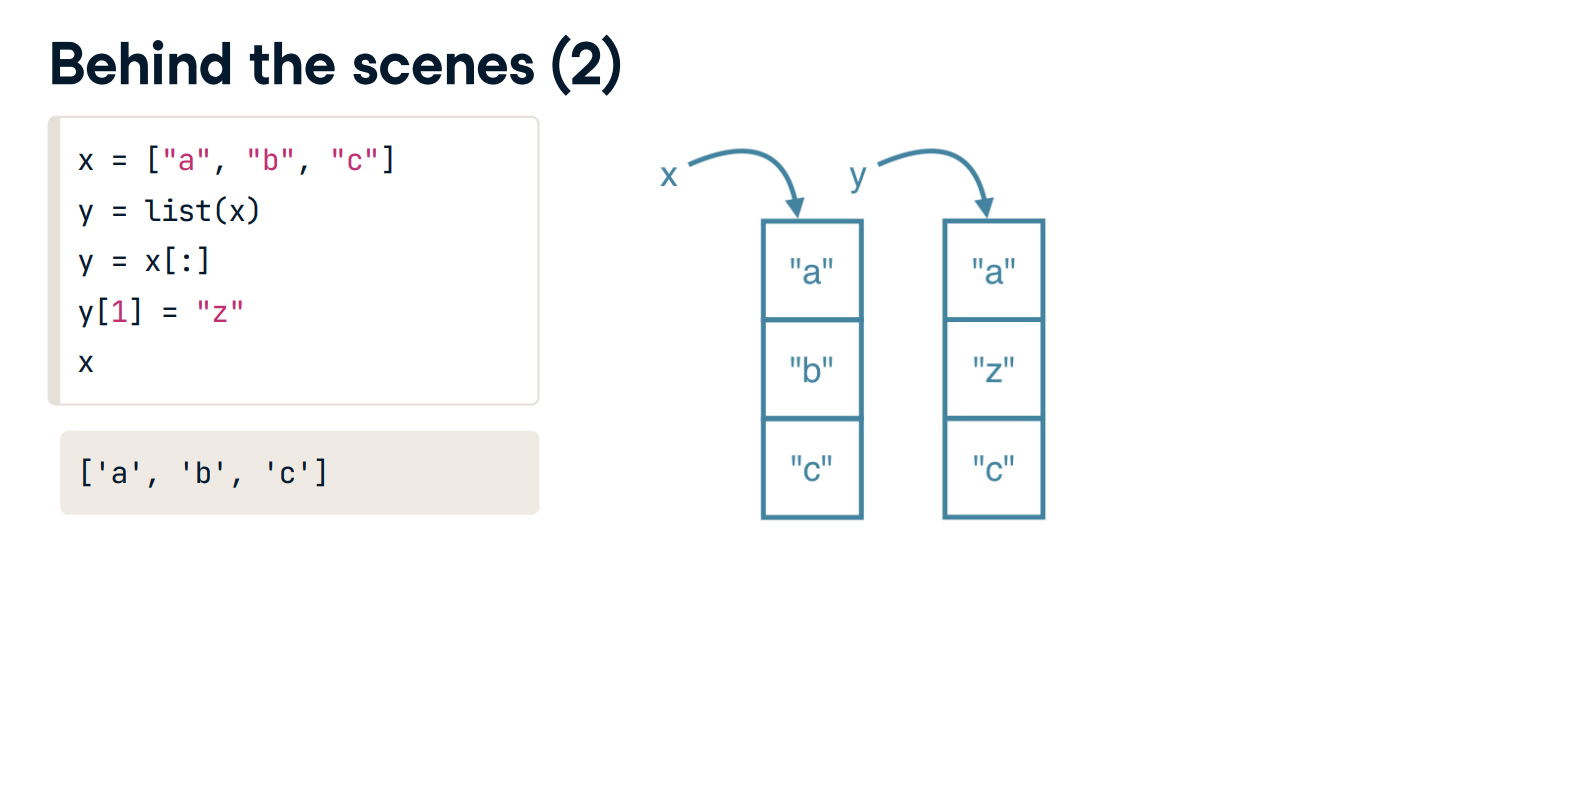 Behind the scenes (2)
x = ["a", "b", "c"]
y = list(x)
y = x[:]
y[1] = "z"
x
['a', 'b', 'c']
x
y
"a"
"b"
"c"
"a"
"z"
"c"